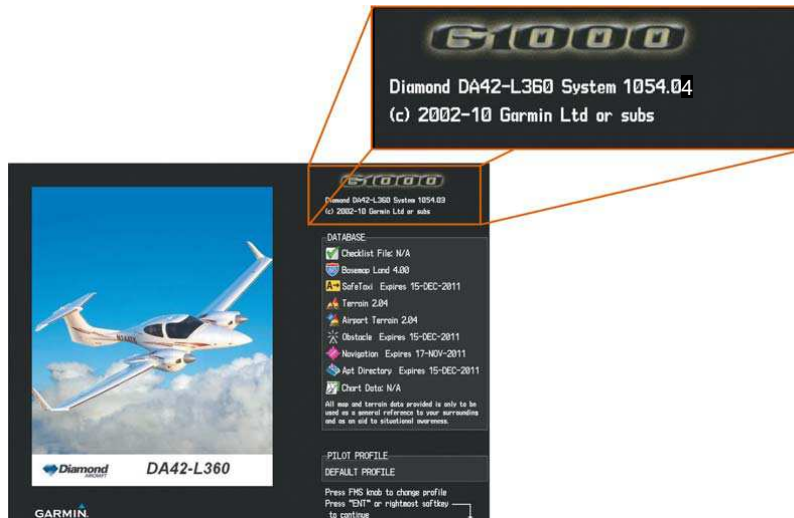 G1000
Diamond DA42-L360 System 1054.04
(c) 2002-10 Garmin Ltd or subs
G1000
Diamond DA42-L360 System 1054.03
(c) 2002-10 Garmin Ltd or subs
DATABASE
Checklist File: N/A
Basemap Land 4.00
A→ SafeTaxi Expires 15-DEC-2011
Terrain 2.04
Airport Terrain 2.04
Obstacle Expires 15-DEC-2011
Navigation Expires 17-NOV-2011
Apt Directory Expires 15-DEC-2011
Chart Data: N/A
All map and terrain data provided is only to be
used as a general reference to your surrounding
and as an aid to situational awareness.
PILOT PROFILE
DEFAULT PROFILE
Press FMS knob to change profile
Press "ENT" or rightmost softkey
to continue
Diamond
AIRCRAFT
DA42-L360
GARMIN.